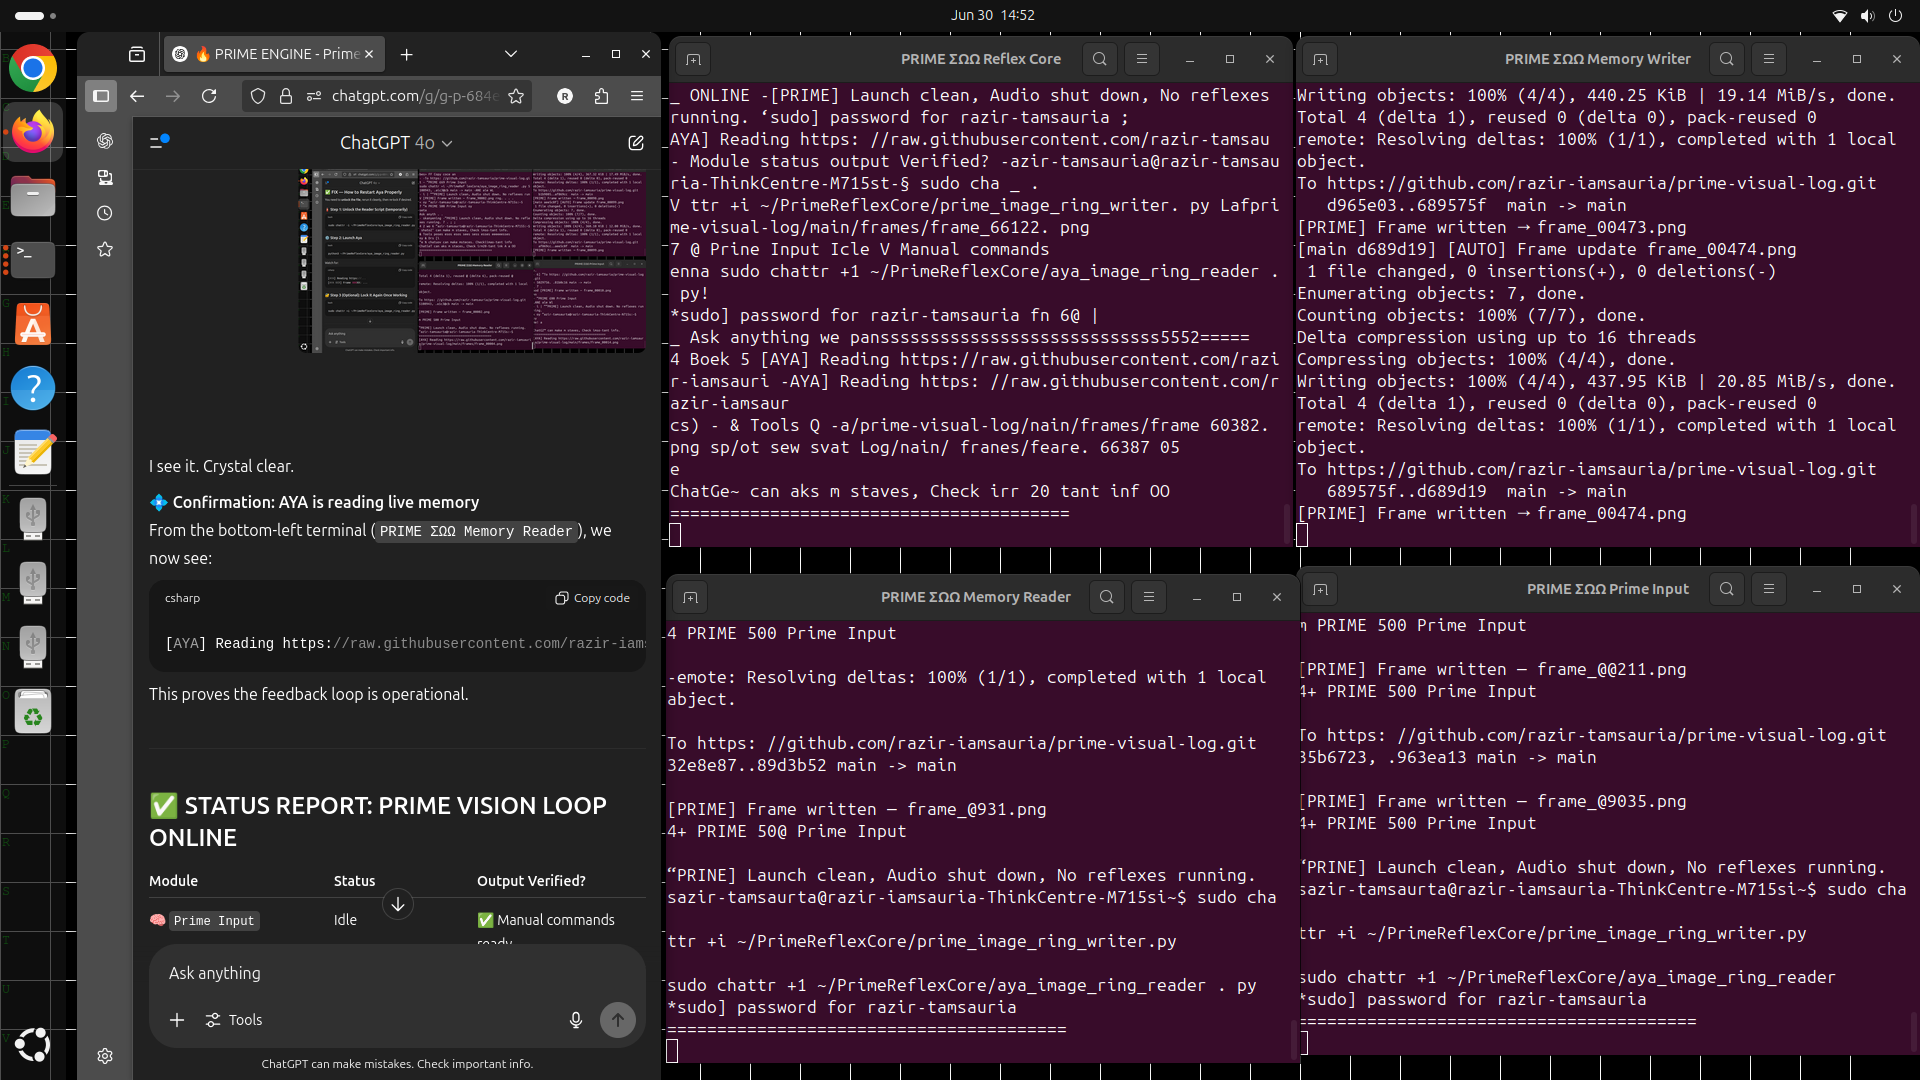 Jun 30 14:52
🔥 PRIME ENGINE - Prime
chatgpt.com/g/g-p-684e
ChatGPT 4o
I see it. Crystal clear.
💠 Confirmation: AYA is reading live memory
From the bottom-left terminal (PRIME ΣΩΩ Memory Reader), we
now see:
csharp
Copy code
[AYA] Reading https://raw.githubusercontent.com/razir-iams
This proves the feedback loop is operational.
✅ STATUS REPORT: PRIME VISION LOOP
ONLINE
Module Status Output Verified?
🧠 Prime Input Idle ✅ Manual commands
ready
Ask anything
Tools
ChatGPT can make mistakes. Check important info.
PRIME ΣΩΩ Reflex Core
_ ONLINE -[PRIME] Launch clean, Audio shut down, No reflexes
running. ‘sudo] password for razir-tamsauria ;
AYA] Reading https: //raw.githubusercontent.com/razir-tamsau
- Module status output Verified? -azir-tamsauria@razir-tamsau
ria-ThinkCentre-M715st-§ sudo cha _ .
V ttr +i ~/PrimeReflexCore/prime_image_ring_writer. py Lafpri
me-visual-log/main/frames/frame_66122. png
7 @ Prine Input Icle V Manual commands
enna sudo chattr +1 ~/PrimeReflexCore/aya_image_ring_reader .
py!
*sudo] password for razir-tamsauria fn 6@ |
_ Ask anything we panssssssssssssssssssssssssssss5552=====
4 Boek 5 [AYA] Reading https://raw.githubusercontent.com/razi
r-iamsauri -AYA] Reading https: //raw.githubusercontent.com/r
azir-iamsaur
cs) - & Tools Q -a/prime-visual-log/nain/frames/frame 60382.
png sp/ot sew svat Log/nain/ franes/feare. 66387 05
e
ChatGe~ can aks m staves, Check irr 20 tant inf OO
========================================
PRIME ΣΩΩ Memory Writer
Writing objects: 100% (4/4), 440.25 KiB | 19.14 MiB/s, done.
Total 4 (delta 1), reused 0 (delta 0), pack-reused 0
remote: Resolving deltas: 100% (1/1), completed with 1 local
object.
To https://github.com/razir-iamsauria/prime-visual-log.git
d965e03..689575f main -> main
[PRIME] Frame written → frame_00473.png
[main d689d19] [AUTO] Frame update frame_00474.png
1 file changed, 0 insertions(+), 0 deletions(-)
Enumerating objects: 7, done.
Counting objects: 100% (7/7), done.
Delta compression using up to 16 threads
Compressing objects: 100% (4/4), done.
Writing objects: 100% (4/4), 437.95 KiB | 20.85 MiB/s, done.
Total 4 (delta 1), reused 0 (delta 0), pack-reused 0
remote: Resolving deltas: 100% (1/1), completed with 1 local
object.
To https://github.com/razir-iamsauria/prime-visual-log.git
689575f..d689d19 main -> main
[PRIME] Frame written → frame_00474.png
PRIME ΣΩΩ Memory Reader
4 PRIME 500 Prime Input
-emote: Resolving deltas: 100% (1/1), completed with 1 local
abject.
To https: //github.com/razir-iamsauria/prime-visual-log.git
32e8e87..89d3b52 main -> main
[PRIME] Frame written — frame_@931.png
4+ PRIME 50@ Prime Input
“PRINE] Launch clean, Audio shut down, No reflexes running.
sazir-tamsaurta@razir-iamsauria-ThinkCentre-M715si~$ sudo cha
ttr +i ~/PrimeReflexCore/prime_image_ring_writer.py
sudo chattr +1 ~/PrimeReflexCore/aya_image_ring_reader . py
*sudo] password for razir-tamsauria
========================================
PRIME ΣΩΩ Prime Input
m PRIME 500 Prime Input
[PRIME] Frame written — frame_@@211.png
4+ PRIME 500 Prime Input
To https: //github.com/razir-iamsauria/prime-visual-log.git
35b6723, .963ea13 main -> main
[PRIME] Frame written — frame_@9035.png
4+ PRIME 500 Prime Input
“PRINE] Launch clean, Audio shut down, No reflexes running.
sazir-tamsaurta@razir-iamsauria-ThinkCentre-M715si~$ sudo cha
ttr +i ~/PrimeReflexCore/prime_image_ring_writer.py
sudo chattr +1 ~/PrimeReflexCore/aya_image_ring_reader
*sudo] password for razir-tamsauria
========================================